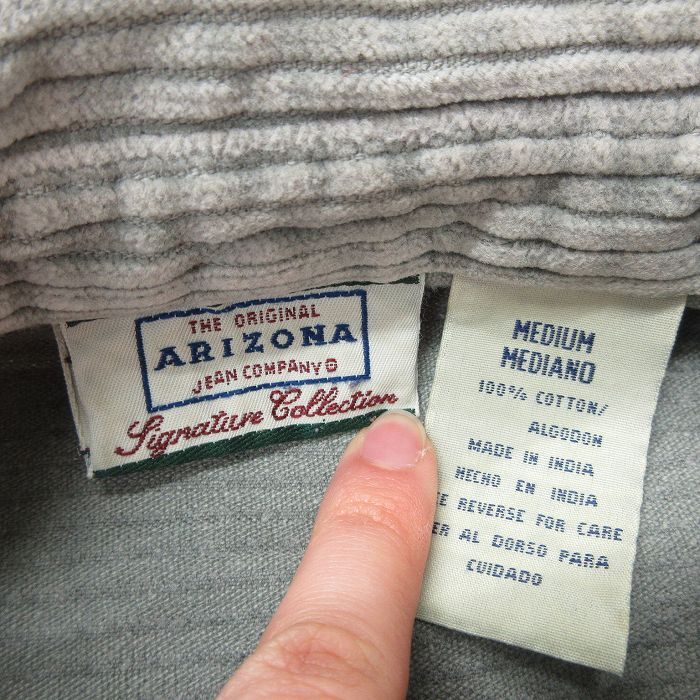 THE ORIGINAL
ARIZONA
JEAN COMPANY®
Signature Collection
MEDIUM
MEDIANO
100% COTTON/
ALGODON
MADE IN INDIA
HECHO EN INDIA
REVERSE FOR CARE
AL DORSO PARA
CUIDADO